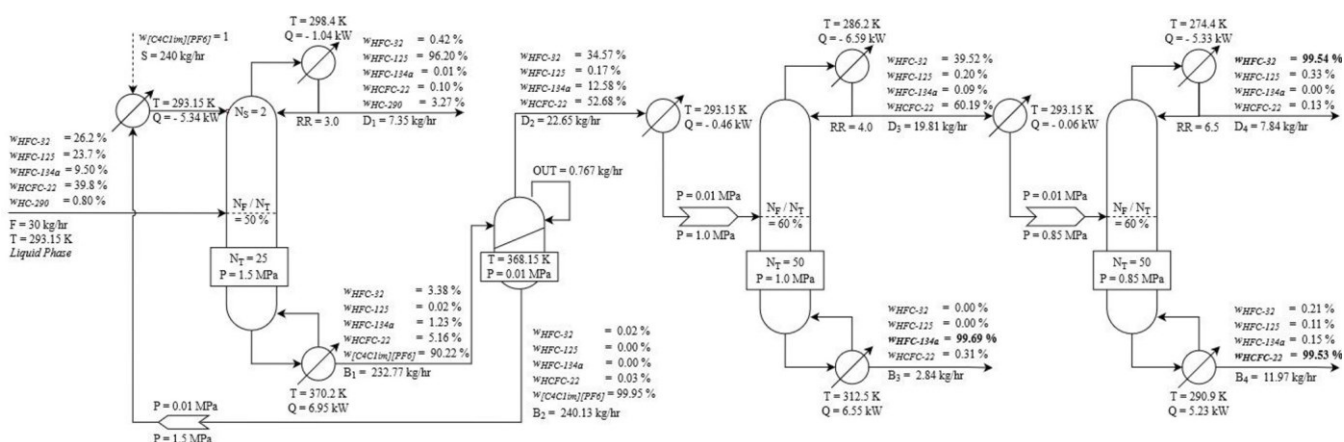 w[C4C1im][PF6] = 1
S = 240 kg/hr
T = 293.15 K
Q = - 5.34 kW
wHFC-32 = 26.2 %
wHFC-125 = 23.7 %
wHFC-134a = 9.50 %
wHCFC-22 = 39.8 %
wHC-290 = 0.80 %
F = 30 kg/hr
T = 293.15 K
Liquid Phase
NS = 2
NF / NT
= 50 %
NT = 25
P = 1.5 MPa
T = 298.4 K
Q = - 1.04 kW
wHFC-32 = 0.42 %
wHFC-125 = 96.20 %
wHFC-134a = 0.01 %
wHCFC-22 = 0.10 %
wHC-290 = 3.27 %
RR = 3.0
D1 = 7.35 kg/hr
wHFC-32 = 3.38 %
wHFC-125 = 0.02 %
wHFC-134a = 1.23 %
wHCFC-22 = 5.16 %
w[C4C1im][PF6] = 90.22 %
B1 = 232.77 kg/hr
T = 370.2 K
Q = 6.95 kW
P = 0.01 MPa
P = 1.5 MPa
wHFC-32 = 34.57 %
wHFC-125 = 0.17 %
wHFC-134a = 12.58 %
wHCFC-22 = 52.68 %
D2 = 22.65 kg/hr
OUT = 0.767 kg/hr
T = 368.15 K
P = 0.01 MPa
wHFC-32 = 0.02 %
wHFC-125 = 0.00 %
wHFC-134a = 0.00 %
wHCFC-22 = 0.03 %
w[C4C1im][PF6] = 99.95 %
B2 = 240.13 kg/hr
T = 293.15 K
Q = - 0.46 kW
P = 0.01 MPa
P = 1.0 MPa
NF / NT
= 60 %
NT = 50
P = 1.0 MPa
T = 286.2 K
Q = - 6.59 kW
wHFC-32 = 39.52 %
wHFC-125 = 0.20 %
wHFC-134a = 0.09 %
wHCFC-22 = 60.19 %
RR = 4.0
D3 = 19.81 kg/hr
wHFC-32 = 0.00 %
wHFC-125 = 0.00 %
wHFC-134a = 99.69 %
wHCFC-22 = 0.31 %
B3 = 2.84 kg/hr
T = 312.5 K
Q = 6.55 kW
T = 293.15 K
Q = - 0.06 kW
P = 0.01 MPa
P = 0.85 MPa
NF / NT
= 60 %
NT = 50
P = 0.85 MPa
T = 274.4 K
Q = - 5.33 kW
wHFC-32 = 99.54 %
wHFC-125 = 0.33 %
wHFC-134a = 0.00 %
wHCFC-22 = 0.13 %
RR = 6.5
D4 = 7.84 kg/hr
wHFC-32 = 0.21 %
wHFC-125 = 0.11 %
wHFC-134a = 0.15 %
wHCFC-22 = 99.53 %
B4 = 11.97 kg/hr
T = 290.9 K
Q = 5.23 kW